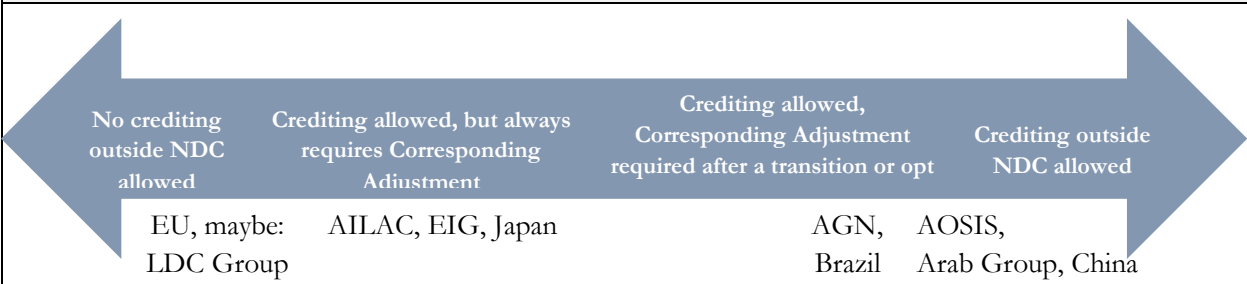 No crediting
outside NDC
allowed
Crediting allowed, but always
requires Corresponding
Adjustment
Crediting allowed,
Corresponding Adjustment
required after a transition or opt
Crediting outside
NDC allowed
EU, maybe:
LDC Group
AILAC, EIG, Japan
AGN,
Brazil
AOSIS,
Arab Group, China